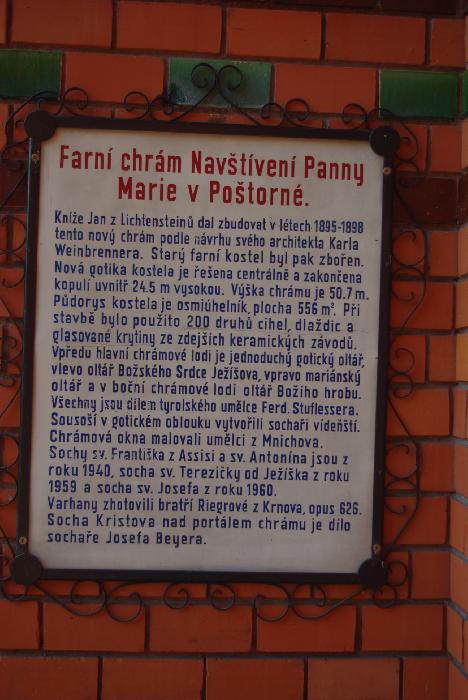 Farní chrám Navštívení Panny
Marie v Poštorné.
Kníže Jan z Lichtensteinů dal zbudovat v létech 1895-1898
tento nový chrám podle návrhu svého architekta Karla
Weinbrennera. Starý farní kostel byl pak zbořen.
Nová gotika kostela je řešena centrálně a zakončena
kopulí uvnitř 24.5 m vysokou. Výška chrámu je 50.7 m.
Půdorys kostela je osmiúhelník, plocha 556 m². Při
stavbě bylo použito 200 druhů cihel, dlaždic a
glasované krytiny ze zdejších keramických závodů.
Vpředu hlavní chrámové lodi je jednoduchý gotický oltář,
vlevo oltář Božského Srdce Ježíšova, vpravo mariánský
oltář a v boční chrámové lodi oltář Božího hrobu.
Všechny jsou dílem tyrolského umělce Ferd. Stuflessera.
Sousoší v gotickém oblouku vytvořili sochaři vídeňští.
Chrámová okna malovali umělci z Mnichova.
Sochy sv. Františka z Assisi a sv. Antonína jsou z
roku 1940, socha sv. Terezičky od Ježíška z roku
1959 a socha sv. Josefa z roku 1960.
Varhany zhotovili bratří Riegrové z Krnova, opus 626.
Socha Kristova nad portálem chrámu je dílo
sochaře Josefa Beyera.